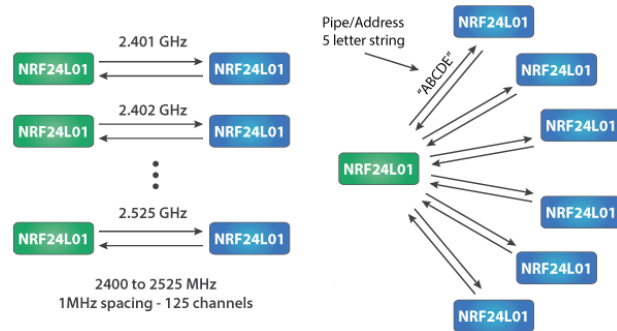 2.401 GHz
NRF24L01
NRF24L01
2.402 GHz
NRF24L01
NRF24L01
2.525 GHz
NRF24L01
NRF24L01
2400 to 2525 MHz
1MHz spacing - 125 channels
Pipe/Address
5 letter string
"ABCDE"
NRF24L01
NRF24L01
NRF24L01
NRF24L01
NRF24L01
NRF24L01
NRF24L01